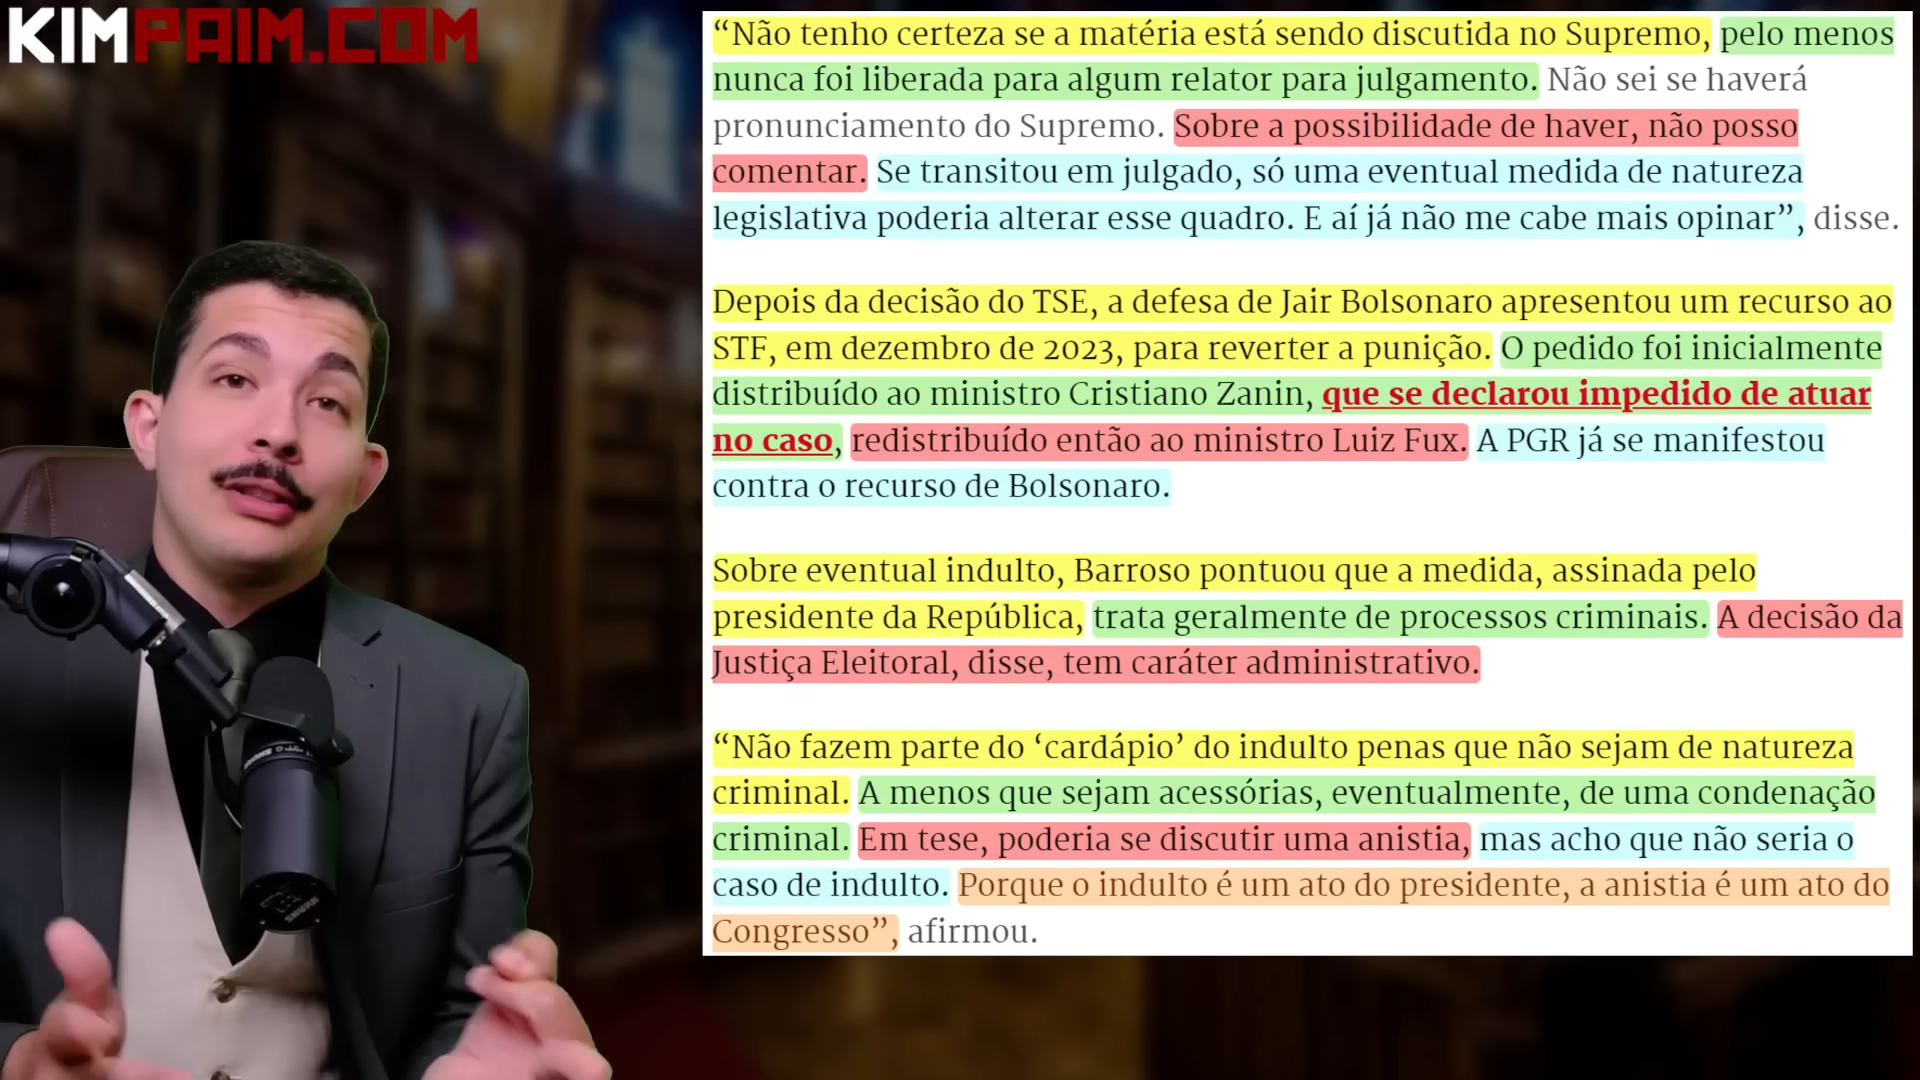 KIMPAIM.COM
“Não tenho certeza se a matéria está sendo discutida no Supremo, pelo menos
nunca foi liberada para algum relator para julgamento. Não sei se haverá
pronunciamento do Supremo. Sobre a possibilidade de haver, não posso
comentar. Se transitou em julgado, só uma eventual medida de natureza
legislativa poderia alterar esse quadro. E aí já não me cabe mais opinar”, disse.
Depois da decisão do TSE, a defesa de Jair Bolsonaro apresentou um recurso ao
STF, em dezembro de 2023, para reverter a punição. O pedido foi inicialmente
distribuído ao ministro Cristiano Zanin, que se declarou impedido de atuar
no caso, redistribuído então ao ministro Luiz Fux. A PGR já se manifestou
contra o recurso de Bolsonaro.
Sobre eventual indulto, Barroso pontuou que a medida, assinada pelo
presidente da República, trata geralmente de processos criminais. A decisão da
Justiça Eleitoral, disse, tem caráter administrativo.
“Não fazem parte do ‘cardápio’ do indulto penas que não sejam de natureza
criminal. A menos que sejam acessórias, eventualmente, de uma condenação
criminal. Em tese, poderia se discutir uma anistia, mas acho que não seria o
caso de indulto. Porque o indulto é um ato do presidente, a anistia é um ato do
Congresso”, afirmou.
SHURE